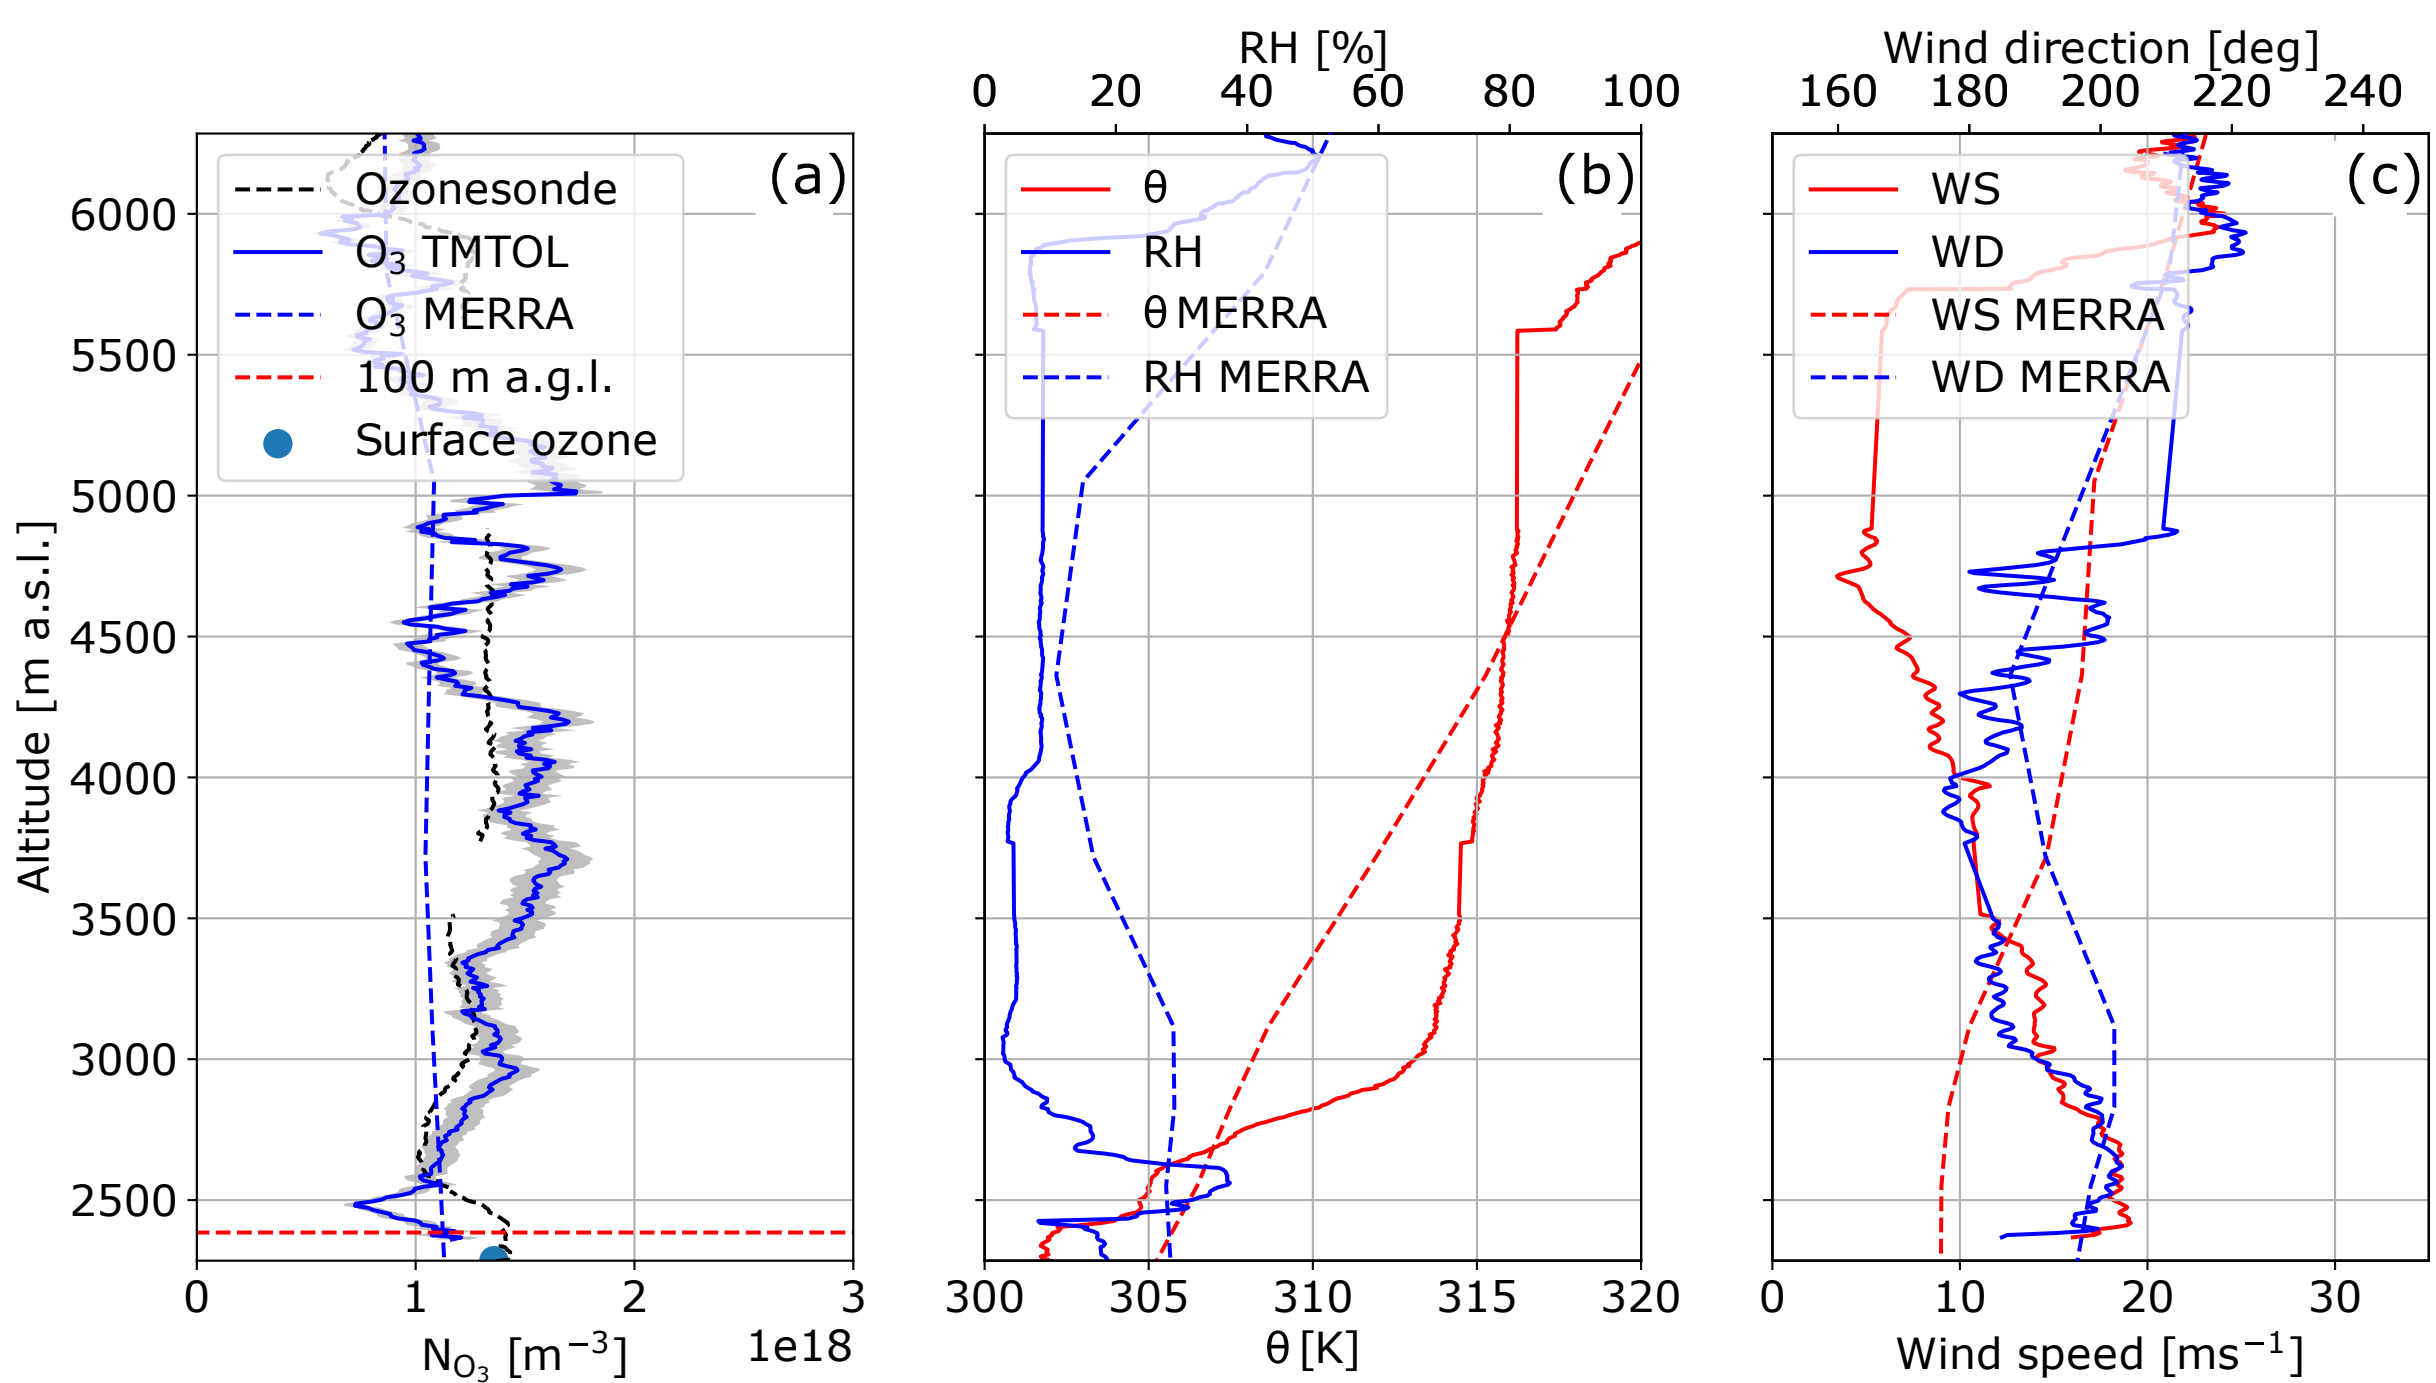 RH [%]
0 20 40 60 80 100
Wind direction [deg]
160 180 200 220 240
(a)
Ozonesonde
O₃ TMTOL
O₃ MERRA
100 m a.g.l.
Surface ozone
(b)
θ
RH
θ MERRA
RH MERRA
(c)
WS
WD
WS MERRA
WD MERRA
Altitude [m a.s.l.]
6000
5500
5000
4500
4000
3500
3000
2500
0 1 2 3
1e18
N_O₃ [m⁻³]
300 305 310 315 320
θ [K]
0 10 20 30
Wind speed [ms⁻¹]